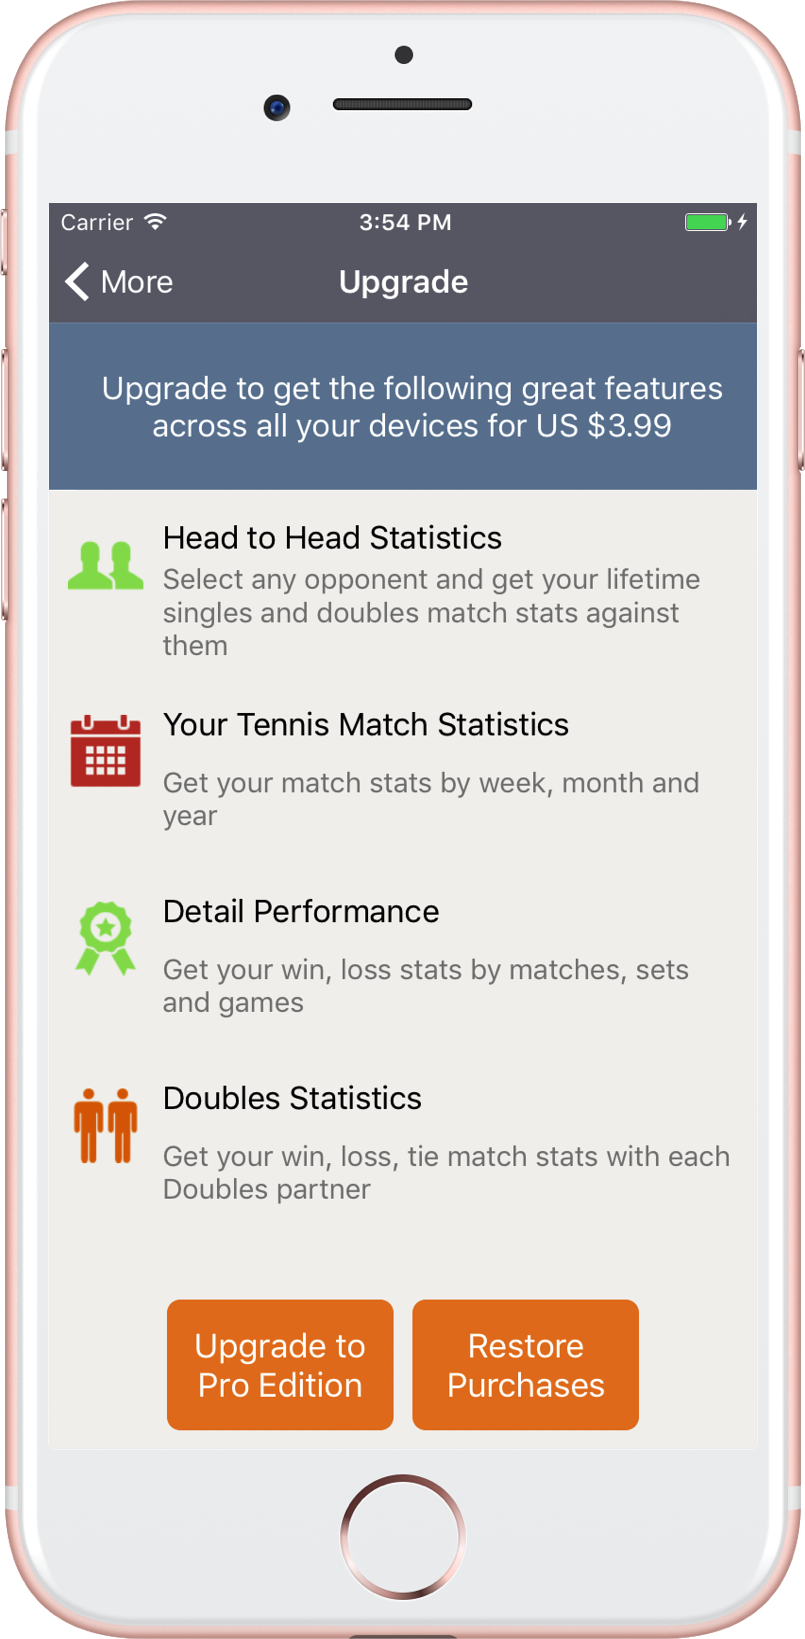 Carrier 3:54 PM
More Upgrade
Upgrade to get the following great features
across all your devices for US $3.99
Head to Head Statistics
Select any opponent and get your lifetime
singles and doubles match stats against
them
Your Tennis Match Statistics
Get your match stats by week, month and
year
Detail Performance
Get your win, loss stats by matches, sets
and games
Doubles Statistics
Get your win, loss, tie match stats with each
Doubles partner
Upgrade to
Pro Edition
Restore
Purchases